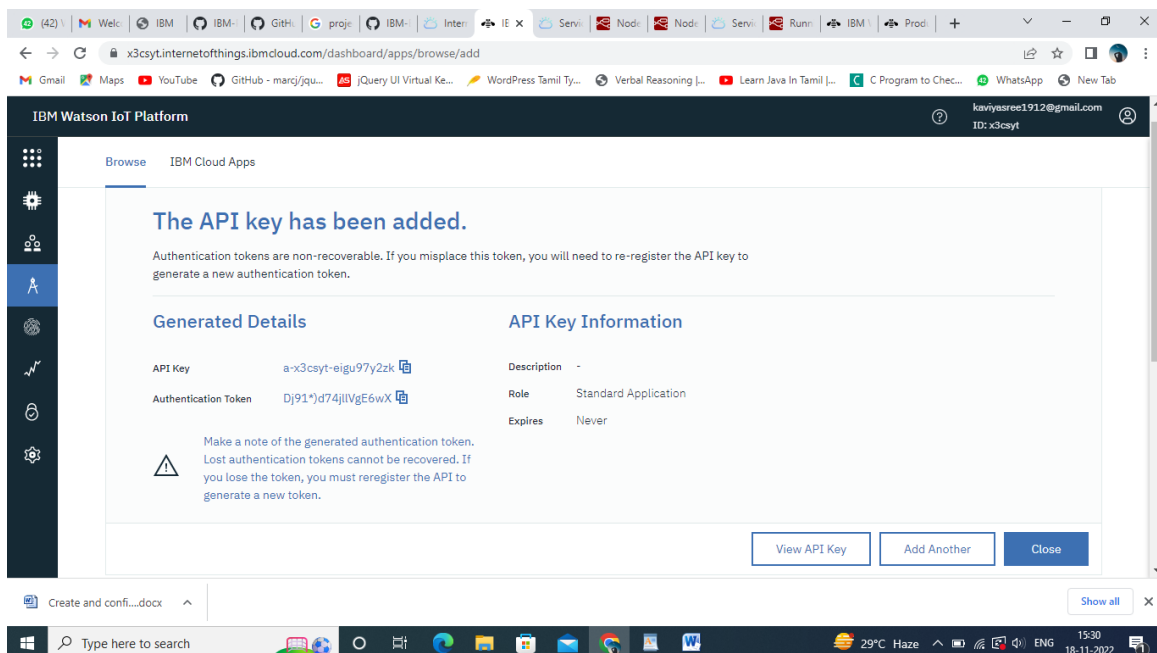 (42) \ Welc IBM IBM- GitHu proje IBM-I Intern IE Servi Node Node Servi Runn IBM \ Prod
x3csyt.internetofthings.ibmcloud.com/dashboard/apps/browse/add
Gmail Maps YouTube GitHub - marcj/jqu... jQuery UI Virtual Ke... WordPress Tamil Ty... Verbal Reasoning |... Learn Java In Tamil |... C Program to Chec... WhatsApp New Tab
IBM Watson IoT Platform
kaviyasree1912@gmail.com
ID: x3csyt
Browse IBM Cloud Apps
The API key has been added.
Authentication tokens are non-recoverable. If you misplace this token, you will need to re-register the API key to
generate a new authentication token.
Generated Details
API Key a-x3csyt-eigu97y2zk
Authentication Token Dj91*)d74jllVgE6wX
Make a note of the generated authentication token.
Lost authentication tokens cannot be recovered. If
you lose the token, you must reregister the API to
generate a new token.
API Key Information
Description -
Role Standard Application
Expires Never
View API Key Add Another Close
Create and confi....docx
Show all
Type here to search
29°C Haze
ENG
15:30
18-11-2022